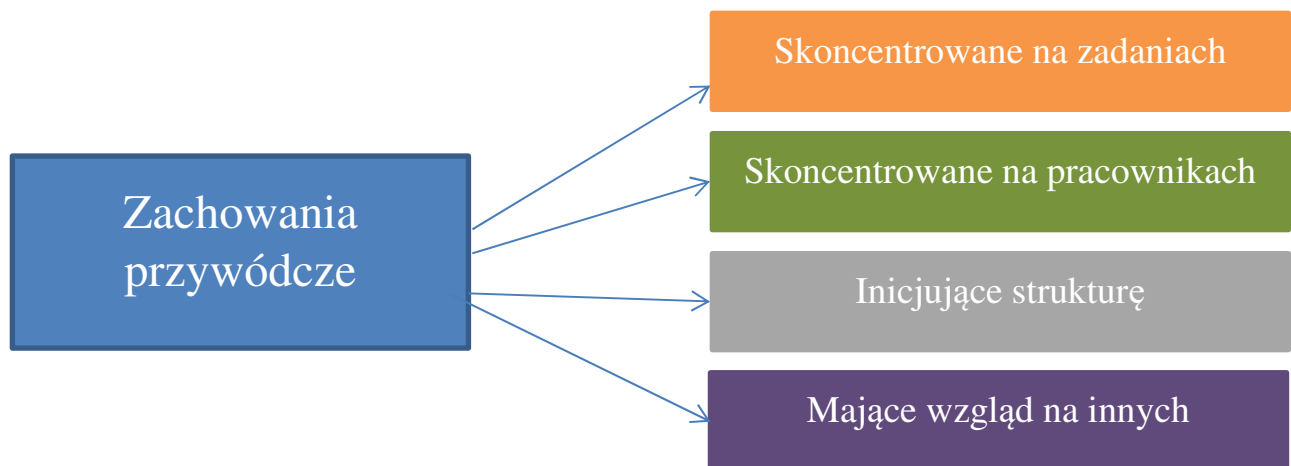 Zachowania
przywódcze
Skoncentrowane na zadaniach
Skoncentrowane na pracownikach
Inicjujące strukturę
Mające wzgląd na innych